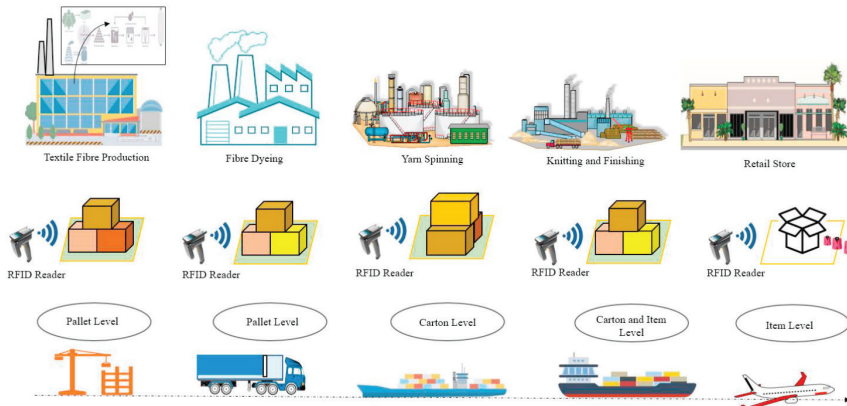 Textile Fibre Production
Fibre Dyeing
Yarn Spinning
Knitting and Finishing
Retail Store
RFID Reader
RFID Reader
RFID Reader
RFID Reader
RFID Reader
Pallet Level
Pallet Level
Carton Level
Carton and Item
Level
Item Level